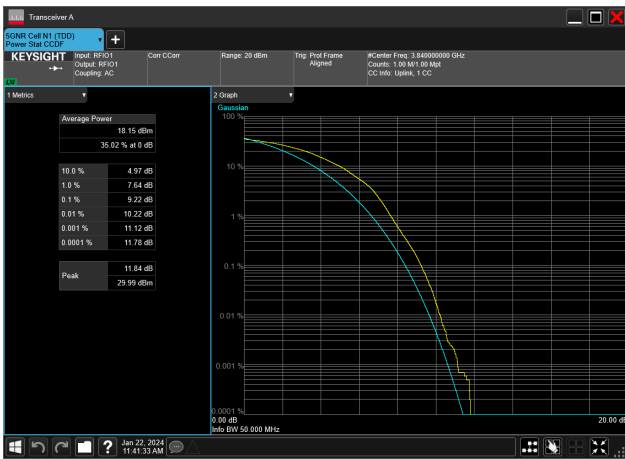 Transceiver A
5GNR Cell N1 (TDD)
Power Stat CCDF
KEYSIGHT
Input: RFIO1
Output: RFIO1
Coupling: AC
Corr CCorr
Range: 20 dBm
Trig: Prot Frame
Aligned
#Center Freq: 3.840000000 GHz
Counts: 1.00 M/1.00 Mpt
CC Info: Uplink, 1 CC
1 Metrics
Average Power
18.15 dBm
35.02 % at 0 dB
10.0 % 4.97 dB
1.0 % 7.64 dB
0.1 % 9.22 dB
0.01 % 10.22 dB
0.001 % 11.12 dB
0.0001 % 11.78 dB
Peak
11.84 dB
29.99 dBm
2 Graph
Gaussian
100 %
10 %
1 %
0.1 %
0.01 %
0.001 %
0.0001 %
0.00 dB
20.00 dB
Info BW 50.000 MHz
Jan 22, 2024
11:41:33 AM